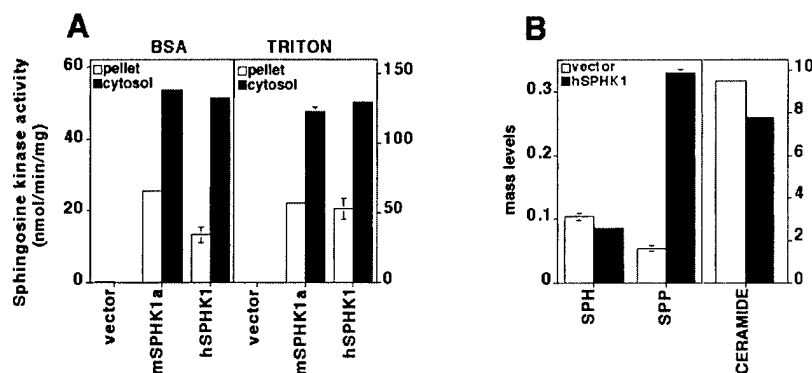 A
BSA
TRITON
Sphingosine kinase activity
(nmol/min/mg)
60
40
20
0
pellet
cytosol
pellet
cytosol
150
100
50
0
vector
mSPHK1a
hSPHK1
vector
mSPHK1a
hSPHK1
B
mass levels
0.3
0.2
0.1
0
vector
hSPHK1
10
8
6
4
2
0
SPH
SPP
CERAMIDE